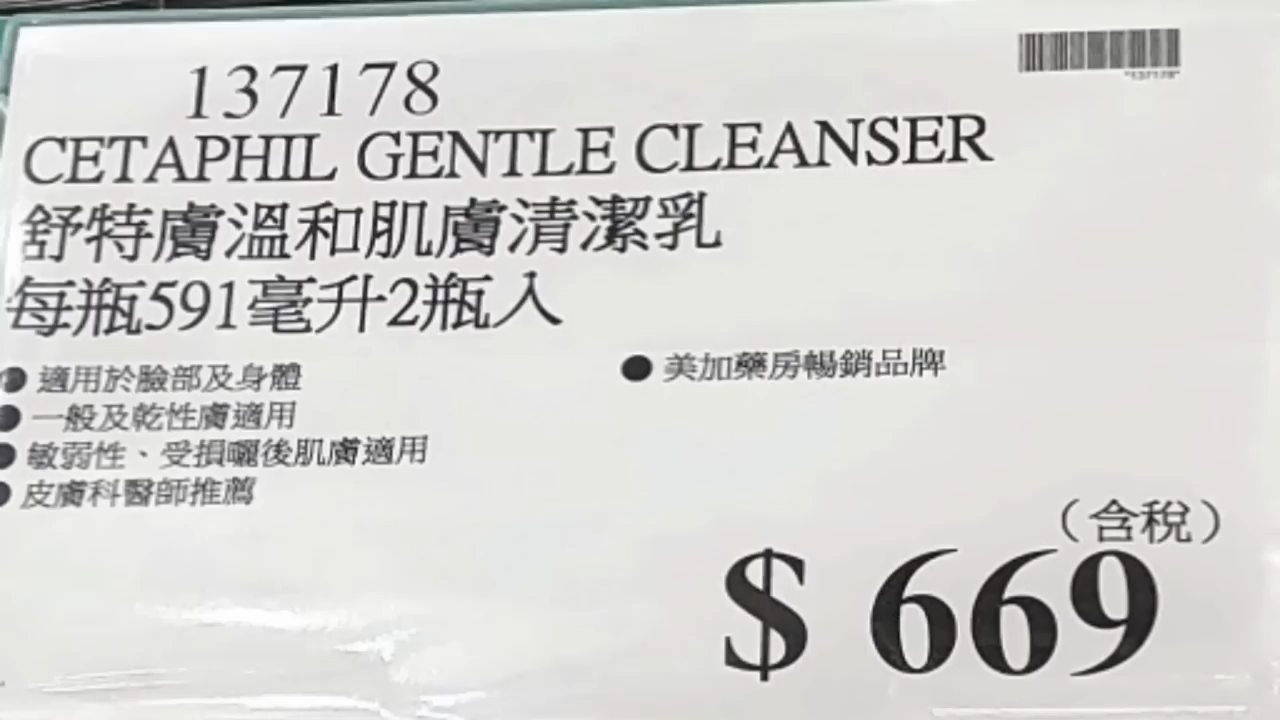 137178
"137178"
CETAPHIL GENTLE CLEANSER
舒特膚溫和肌膚清潔乳
每瓶591毫升2瓶入
● 適用於臉部及身體
● 一般及乾性膚適用
● 敏弱性、受損曬後肌膚適用
● 皮膚科醫師推薦
● 美加藥房暢銷品牌
（含稅）
$ 669